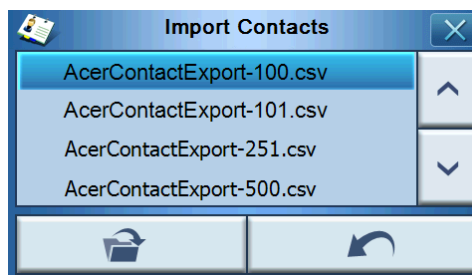 Import Contacts
AcerContactExport-100.csv
AcerContactExport-101.csv
AcerContactExport-251.csv
AcerContactExport-500.csv